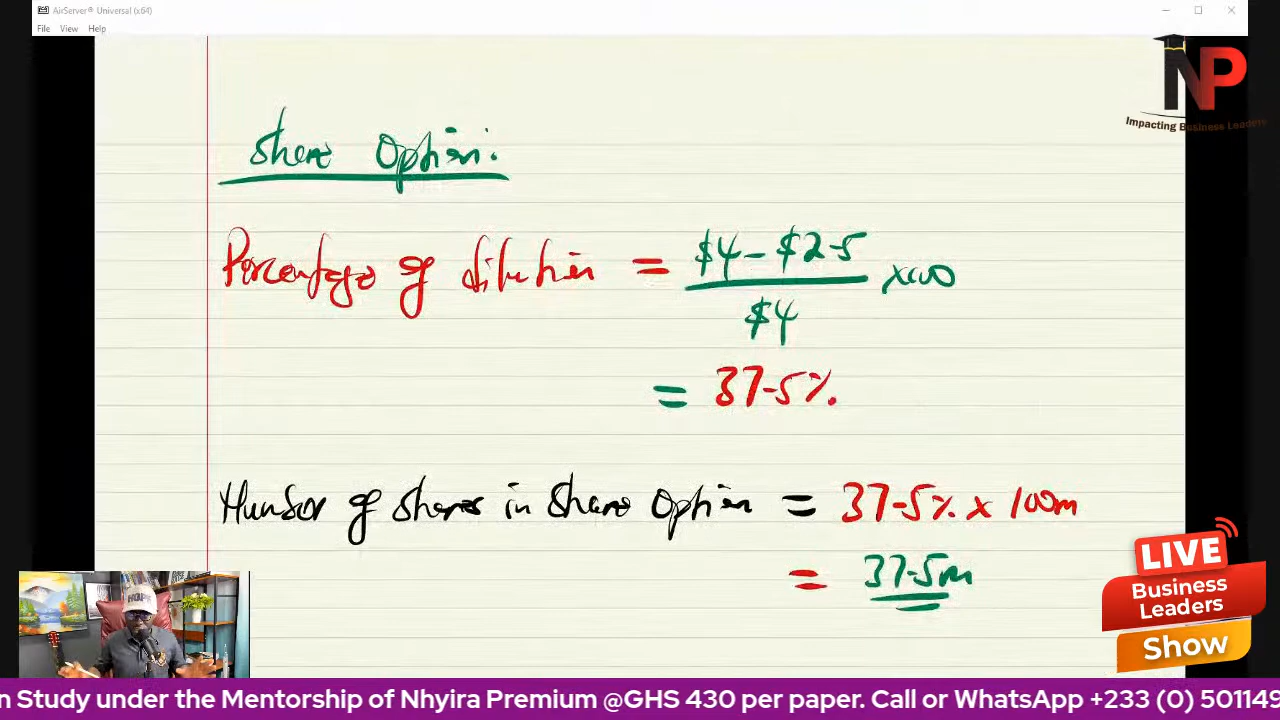 AirServer® Universal (x64)
File View Help
NP
Impacting Business Leaders
Share Option:
Percentage of dilution = $4 - $2.5
$4
x100
= 37.5%
Number of shares in share option = 37.5% x 100m
= 37.5m
LIVE
Business
Leaders
Show
n Study under the Mentorship of Nhyira Premium @GHS 430 per paper. Call or WhatsApp +233 (0) 501149